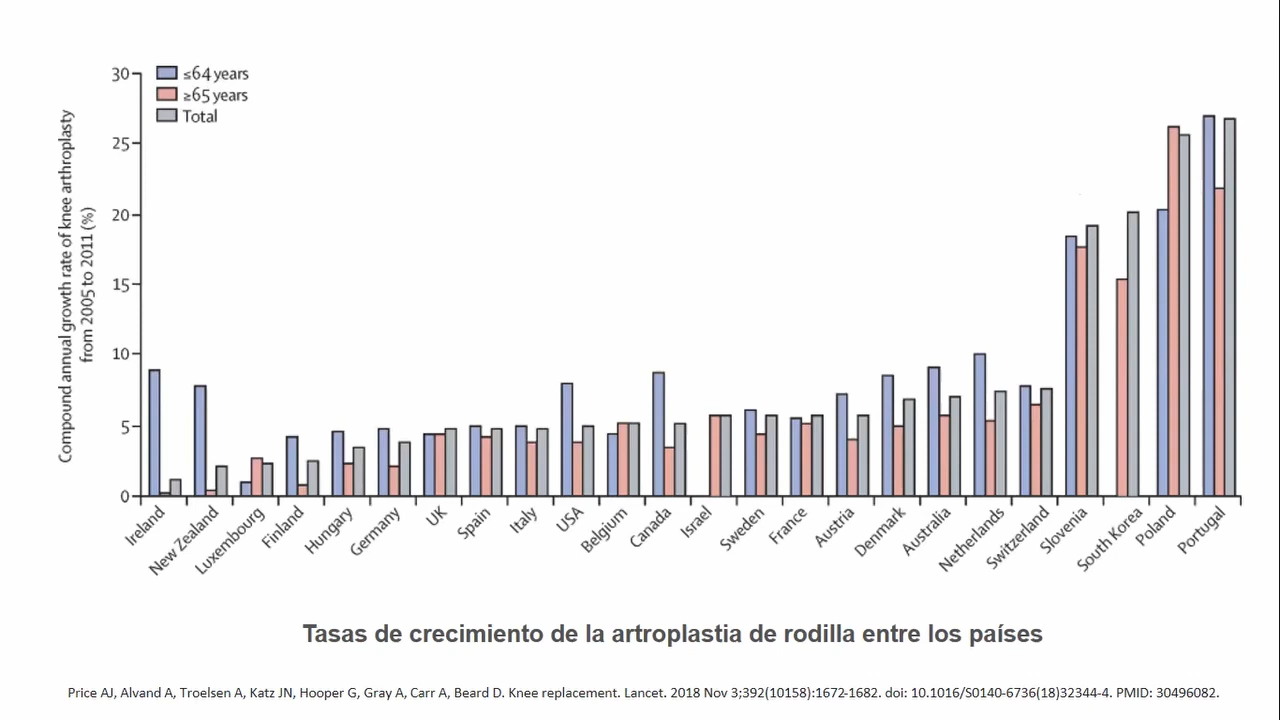 30
25
20
15
10
5
0
Compound annual growth rate of knee arthroplasty
from 2005 to 2011 (%)
≤64 years
≥65 years
Total
Ireland
New Zealand
Luxembourg
Finland
Hungary
Germany
UK
Spain
Italy
USA
Belgium
Canada
Israel
Sweden
France
Austria
Denmark
Australia
Netherlands
Switzerland
Slovenia
South Korea
Poland
Portugal
Tasas de crecimiento de la artroplastia de rodilla entre los países
Price AJ, Alvand A, Troelsen A, Katz JN, Hooper G, Gray A, Carr A, Beard D. Knee replacement. Lancet. 2018 Nov 3;392(10158):1672-1682. doi: 10.1016/S0140-6736(18)32344-4. PMID: 30496082.